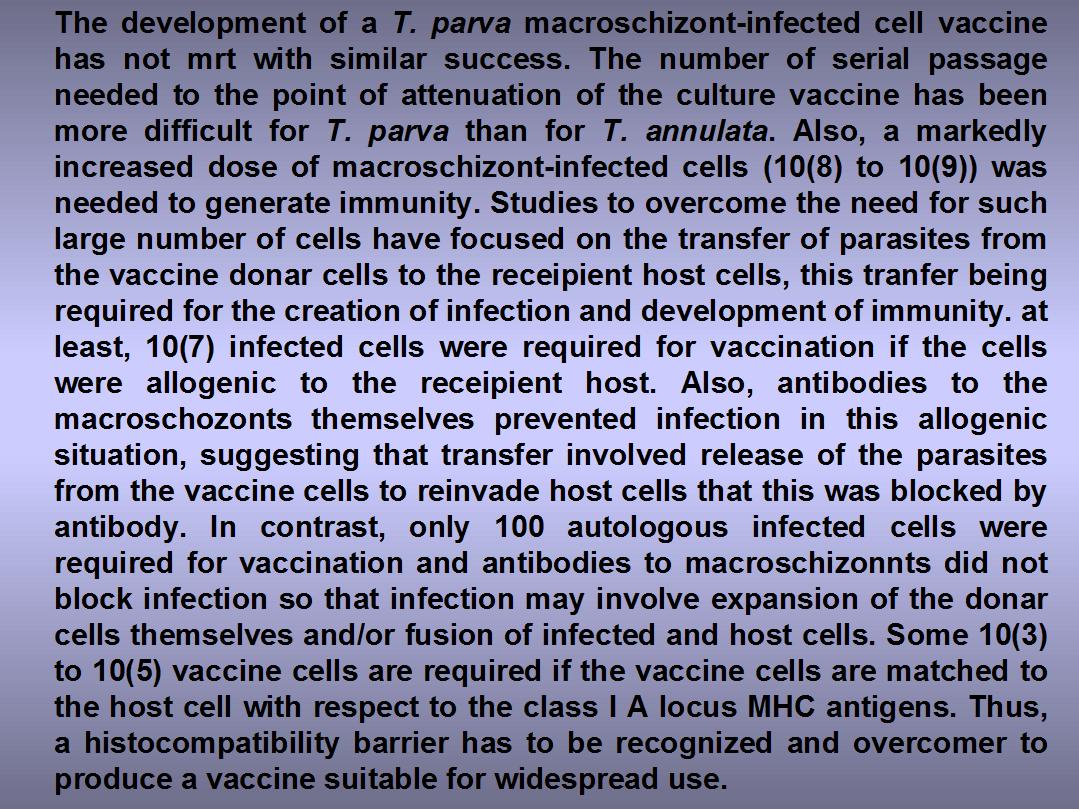 The development of a T. parva macroschizont-infected cell vaccine
has not mrt with similar success. The number of serial passage
needed to the point of attenuation of the culture vaccine has been
more difficult for T. parva than for T. annulata. Also, a markedly
increased dose of macroschizont-infected cells (10(8) to 10(9)) was
needed to generate immunity. Studies to overcome the need for such
large number of cells have focused on the transfer of parasites from
the vaccine donar cells to the receipient host cells, this tranfer being
required for the creation of infection and development of immunity. at
least, 10(7) infected cells were required for vaccination if the cells
were allogenic to the receipient host. Also, antibodies to the
macroschozonts themselves prevented infection in this allogenic
situation, suggesting that transfer involved release of the parasites
from the vaccine cells to reinvade host cells that this was blocked by
antibody. In contrast, only 100 autologous infected cells were
required for vaccination and antibodies to macroschizonnts did not
block infection so that infection may involve expansion of the donar
cells themselves and/or fusion of infected and host cells. Some 10(3)
to 10(5) vaccine cells are required if the vaccine cells are matched to
the host cell with respect to the class I A locus MHC antigens. Thus,
a histocompatibility barrier has to be recognized and overcomer to
produce a vaccine suitable for widespread use.